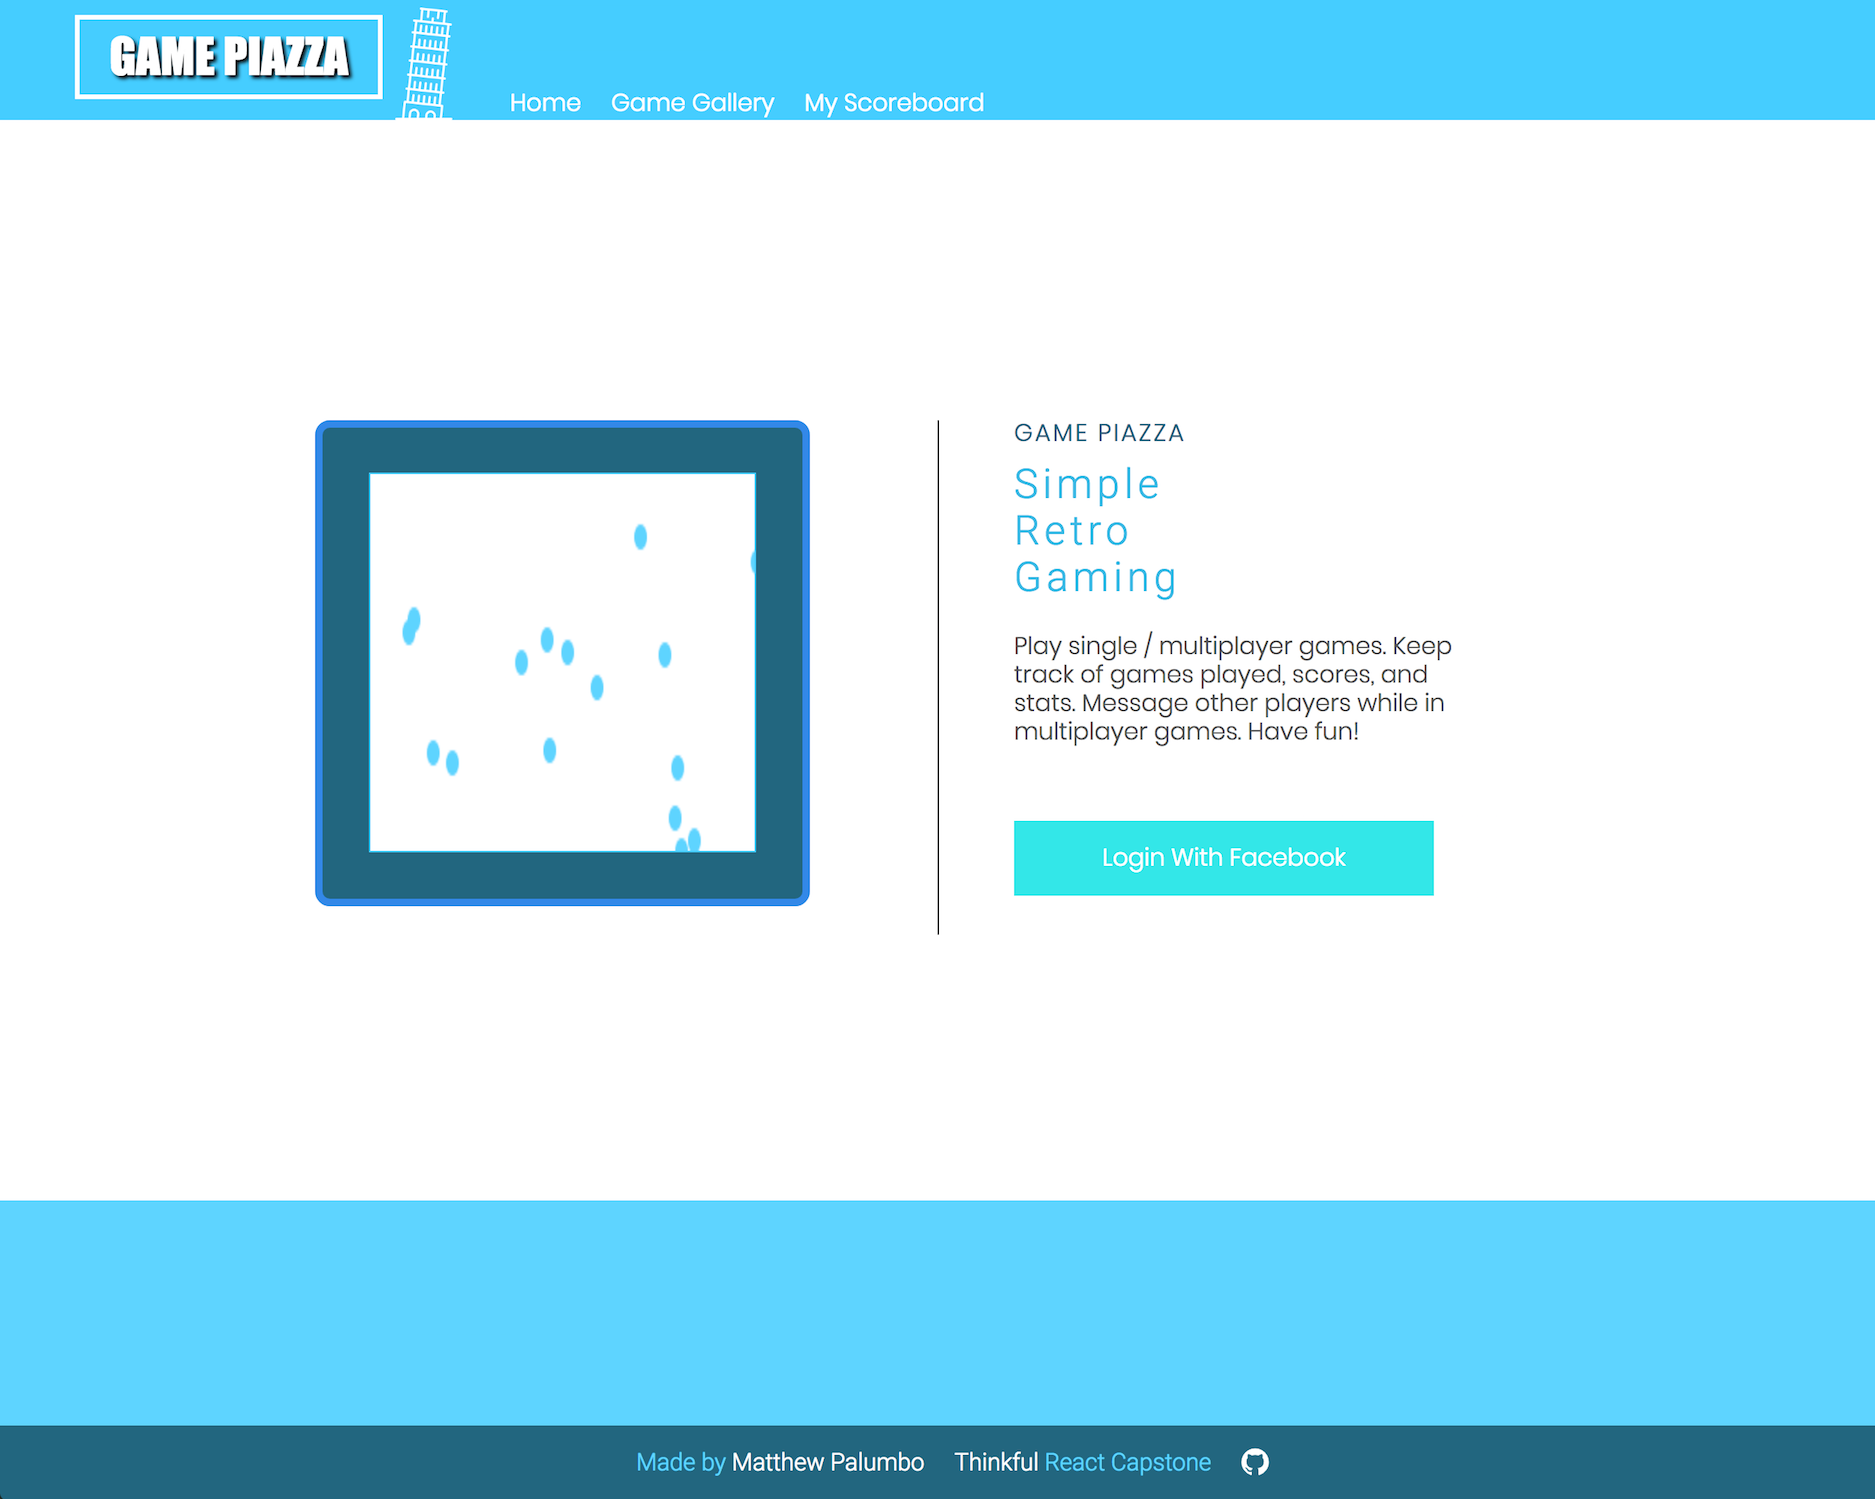 GAME PIAZZA
Home Game Gallery My Scoreboard
GAME PIAZZA
Simple
Retro
Gaming
Play single / multiplayer games. Keep
track of games played, scores, and
stats. Message other players while in
multiplayer games. Have fun!
Login With Facebook
Made by Matthew Palumbo Thinkful React Capstone